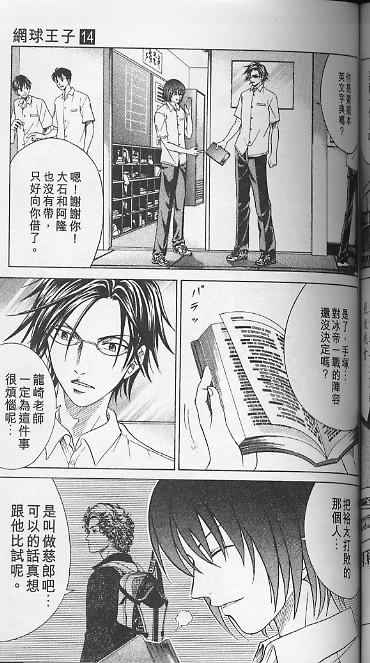 網球王子 14
你是要借本
英文字典嗎？
嗯！謝謝你！
大石和阿隆
也沒有帶，
只好向你借了。
是了，手塚…
對冰帝一戰的陣容
還沒決定嗎？
龍崎老師
一定為這件事
很煩惱呢…
把裕太打敗的
那個人…
是叫做慈郎吧…
可以的話真想
跟他比試呢。